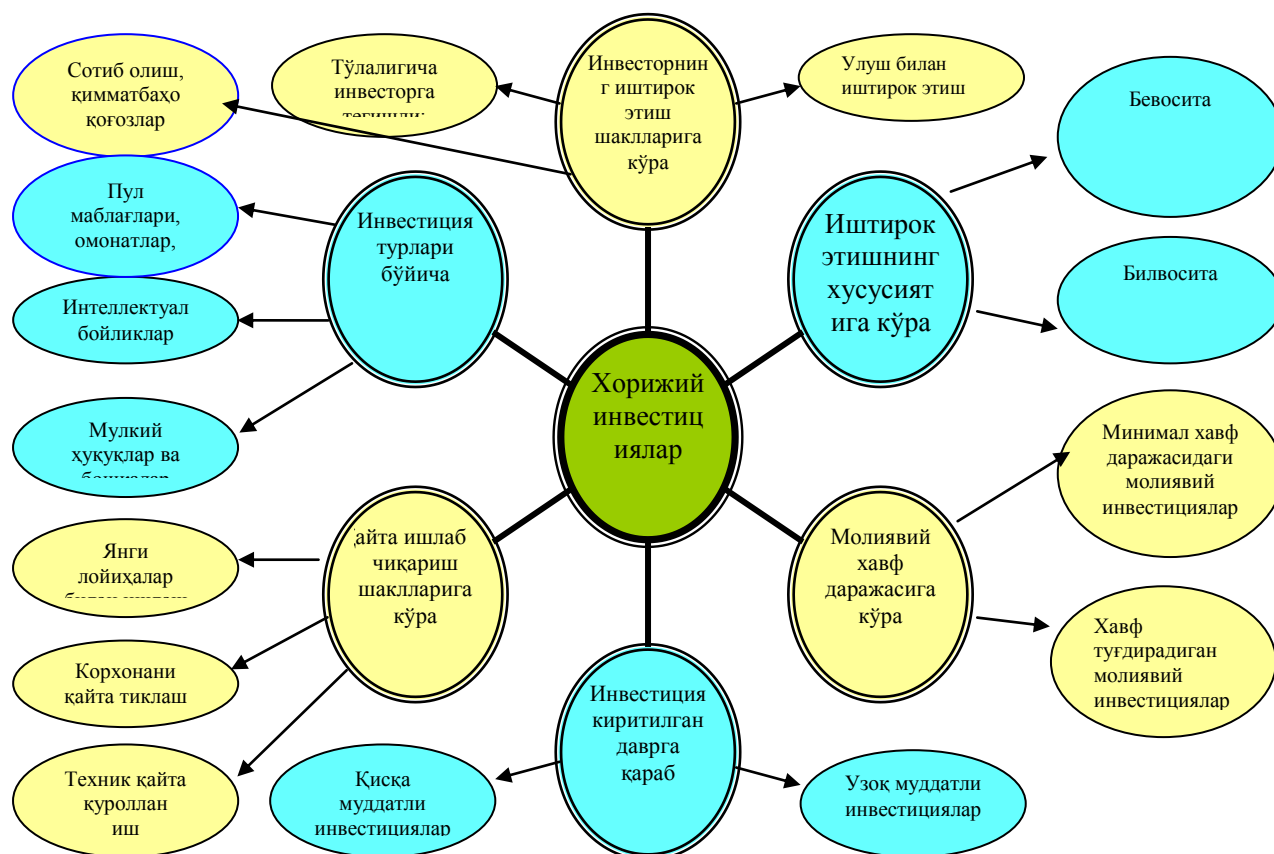 Сотиб олиш,
қимматбаҳо
қоғозлар
Тўлалигича
инвесторга
Инвесторнин
г иштирок
этиш
шаклларига
кўра
Улуш билан
иштирок этиш
Бевосита
Пул
маблағлари,
омонатлар,
Инвестиция
турлари
бўйича
Иштирок
этишнинг
хусусият
ига кўра
Билвосита
Интеллектуал
бойликлар
Хорижий
инвестиц
иялар
Мулкий
ҳуқуқлар ва
Минимал хавф
даражасидаги
молиявий
инвестициялар
Янги
лойиҳалар
айта ишлаб
чиқариш
шаклларига
кўра
Молиявий
хавф
даражасига
кўра
Корхонани
қайта тиклаш
Хавф
туғдирадиган
молиявий
инвестициялар
Инвестиция
киритилган
даврга
қараб
Техник қайта
қуроллан
иш
Қисқа
муддатли
инвестициялар
Узоқ муддатли
инвестициялар